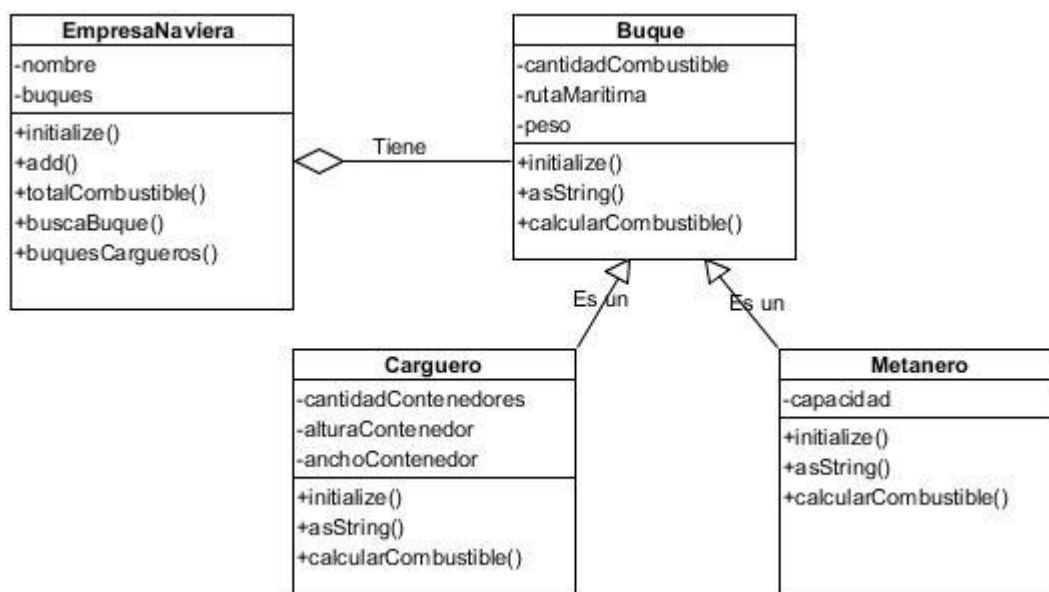 EmpresaNaviera
-nombre
-buques
+initialize()
+add()
+totalCombustible()
+buscaBuque()
+buquesCargueros()
Tiene
Buque
-cantidadCombustible
-rutaMaritima
-peso
+initialize()
+asString()
+calcularCombustible()
Es un
Es un
Carguero
-cantidadContenedores
-alturaContenedor
-anchoContenedor
+initialize()
+asString()
+calcularCombustible()
Metanero
-capacidad
+initialize()
+asString()
+calcularCombustible()